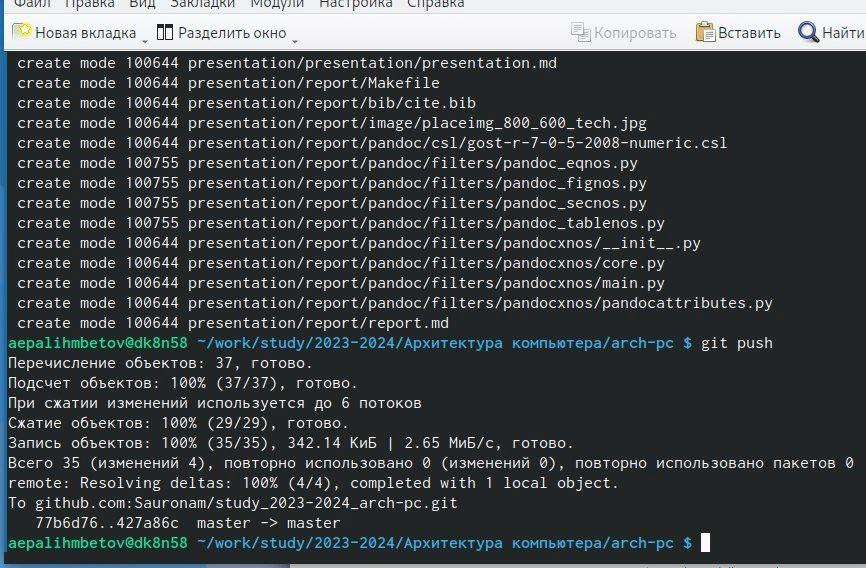 Файл Правка Вид Закладки Модули Настройка Справка
Новая вкладка Разделить окно Копировать Вставить Найти
create mode 100644 presentation/presentation/presentation.md
create mode 100644 presentation/report/Makefile
create mode 100644 presentation/report/bib/cite.bib
create mode 100644 presentation/report/image/placeimg_800_600_tech.jpg
create mode 100644 presentation/report/pandoc/csl/gost-r-7-0-5-2008-numeric.csl
create mode 100755 presentation/report/pandoc/filters/pandoc_eqnos.py
create mode 100755 presentation/report/pandoc/filters/pandoc_fignos.py
create mode 100755 presentation/report/pandoc/filters/pandoc_secnos.py
create mode 100755 presentation/report/pandoc/filters/pandoc_tablenos.py
create mode 100644 presentation/report/pandoc/filters/pandocxnos/__init__.py
create mode 100644 presentation/report/pandoc/filters/pandocxnos/core.py
create mode 100644 presentation/report/pandoc/filters/pandocxnos/main.py
create mode 100644 presentation/report/pandoc/filters/pandocxnos/pandocattributes.py
create mode 100644 presentation/report/report.md
aepalihmbetov@dk8n58 ~/work/study/2023-2024/Архитектура компьютера/arch-pc $ git push
Перечисление объектов: 37, готово.
Подсчет объектов: 100% (37/37), готово.
При сжатии изменений используется до 6 потоков
Сжатие объектов: 100% (29/29), готово.
Запись объектов: 100% (35/35), 342.14 КиБ | 2.65 МиБ/с, готово.
Всего 35 (изменений 4), повторно использовано 0 (изменений 0), повторно использовано пакетов 0
remote: Resolving deltas: 100% (4/4), completed with 1 local object.
To github.com:Sauronam/study_2023-2024_arch-pc.git
77b6d76..427a86c master -> master
aepalihmbetov@dk8n58 ~/work/study/2023-2024/Архитектура компьютера/arch-pc $